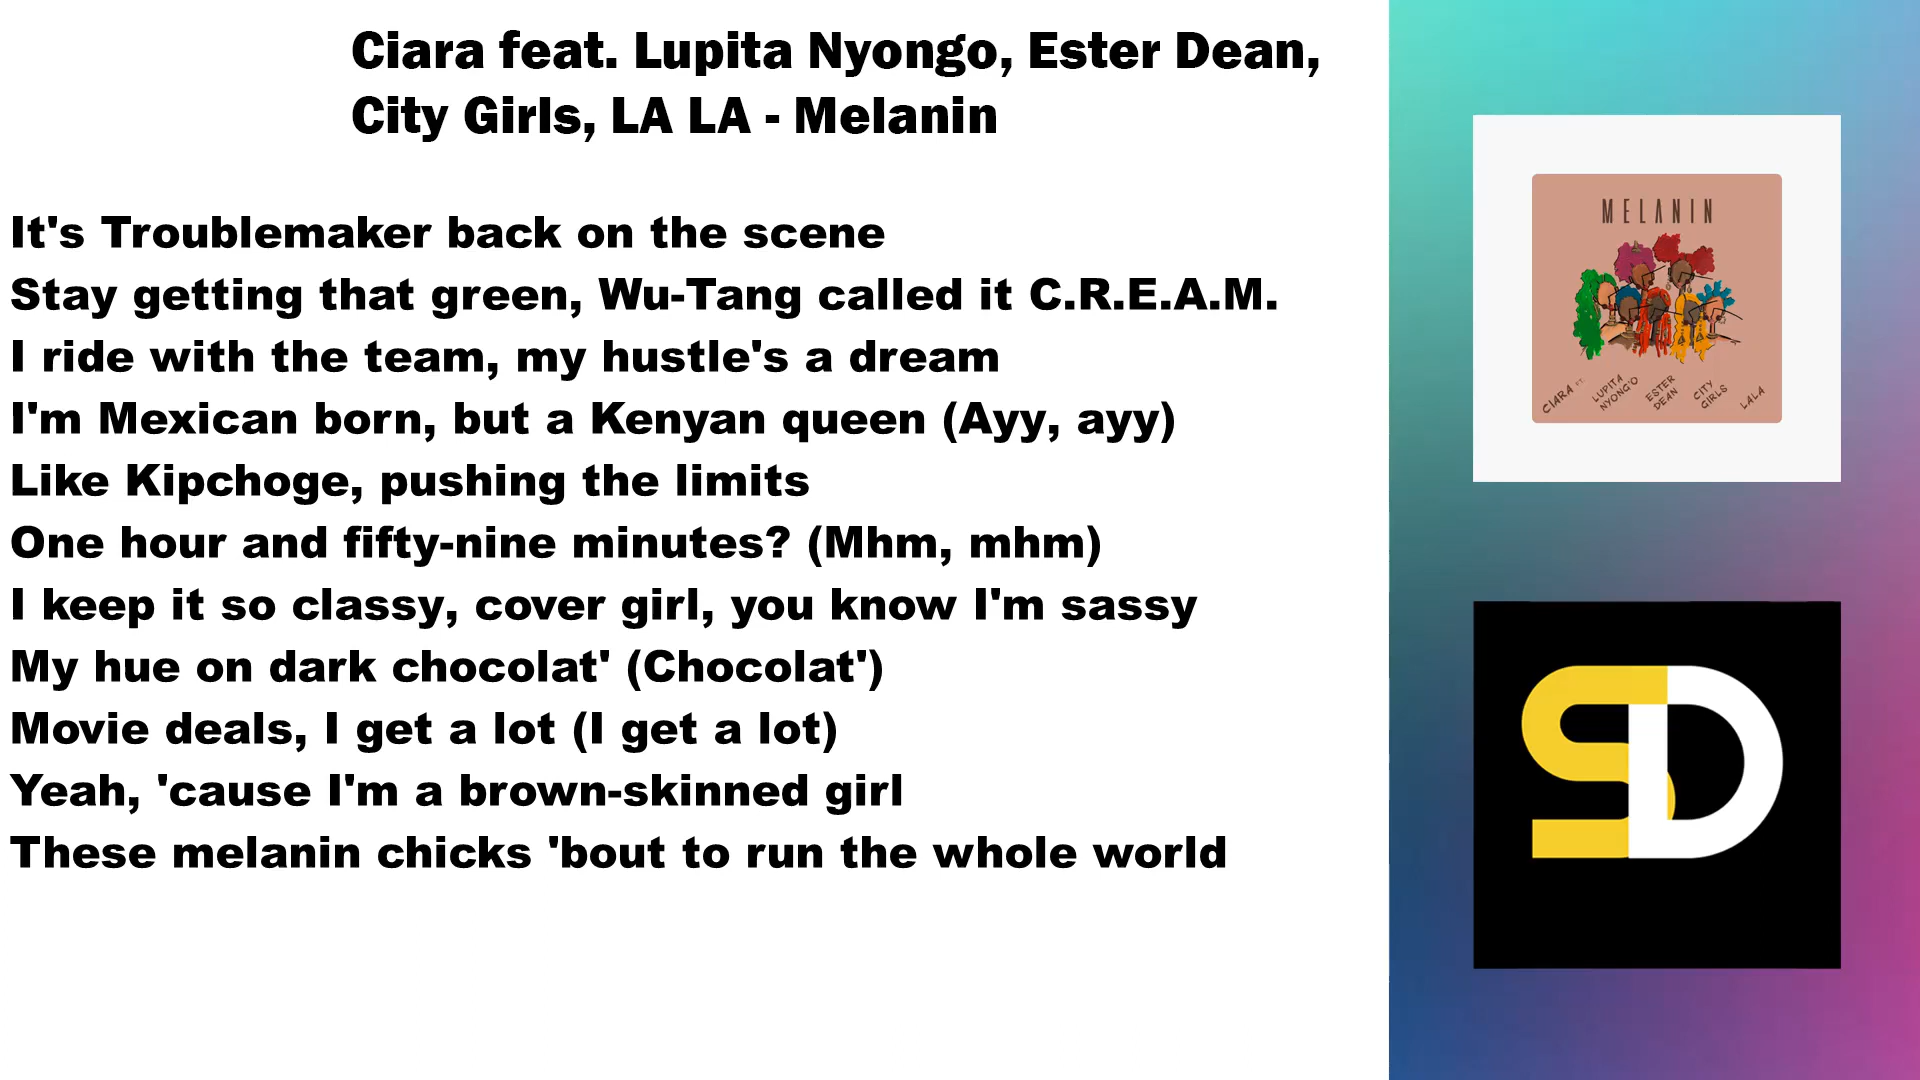 Ciara feat. Lupita Nyongo, Ester Dean,
City Girls, LA LA - Melanin
It's Troublemaker back on the scene
Stay getting that green, Wu-Tang called it C.R.E.A.M.
I ride with the team, my hustle's a dream
I'm Mexican born, but a Kenyan queen (Ayy, ayy)
Like Kipchoge, pushing the limits
One hour and fifty-nine minutes? (Mhm, mhm)
I keep it so classy, cover girl, you know I'm sassy
My hue on dark chocolat' (Chocolat')
Movie deals, I get a lot (I get a lot)
Yeah, 'cause I'm a brown-skinned girl
These melanin chicks 'bout to run the whole world
MELANIN
CIARA FT.
LUPITA
NYONG'O
ESTER
DEAN
CITY
GIRLS
LALA
SD